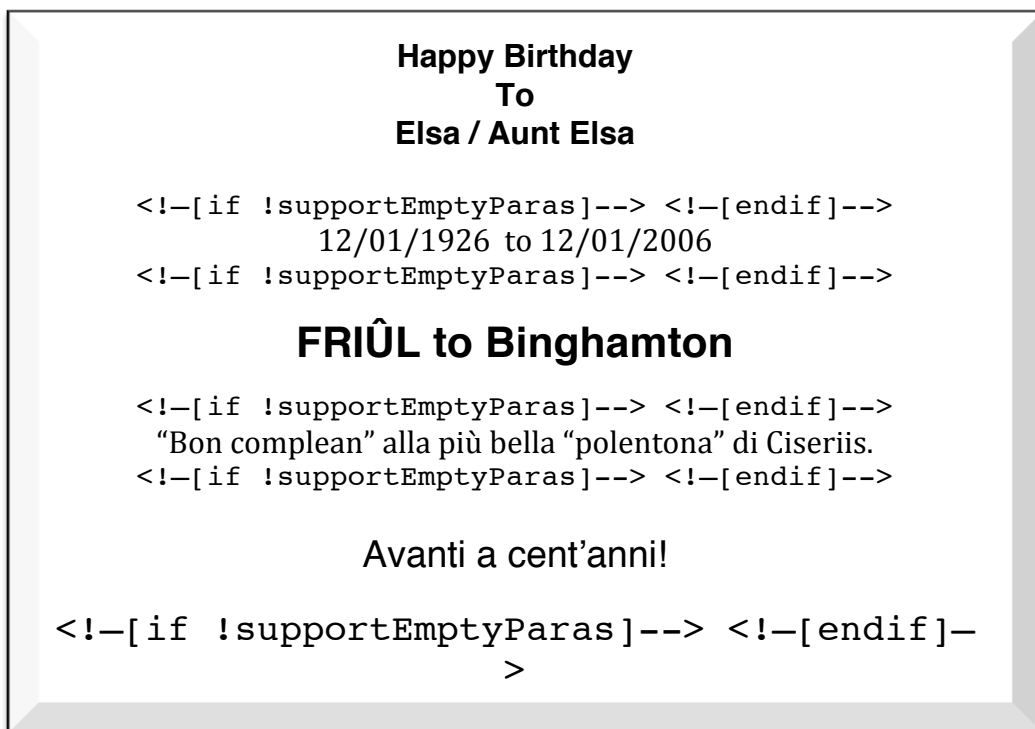 Happy Birthday
To
Elsa / Aunt Elsa
<!—[if !supportEmptyParas]--> <!—[endif]-->
12/01/1926 to 12/01/2006
<!—[if !supportEmptyParas]--> <!—[endif]-->
FRIÛL to Binghamton
<!—[if !supportEmptyParas]--> <!—[endif]-->
“Bon complean” alla più bella “polentona” di Ciseriis.
<!—[if !supportEmptyParas]--> <!—[endif]-->
Avanti a cent’anni!
<!—[if !supportEmptyParas]--> <!—[endif]—
>